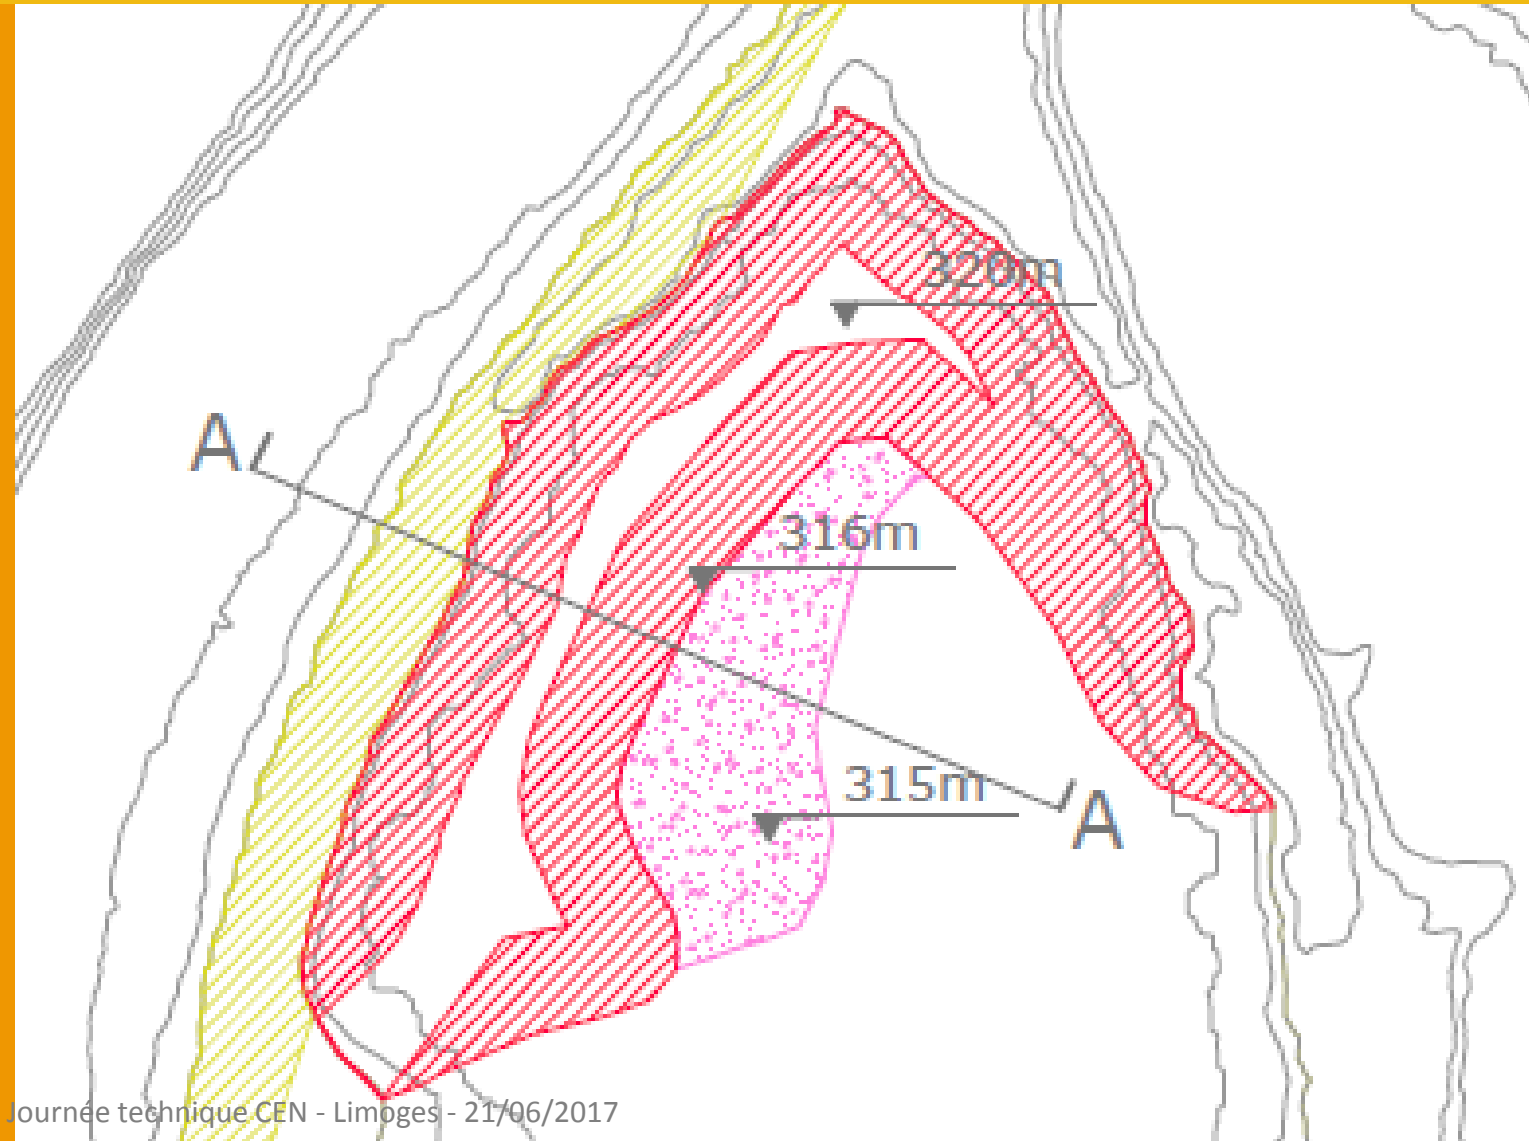 320m
A
316m
315m
A
Journée technique CEN - Limoges - 21/06/2017